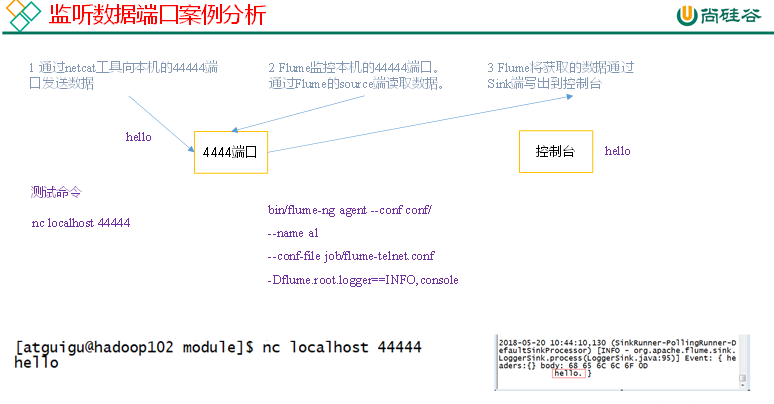 监听数据端口案例分析
尚硅谷
1 通过netcat工具向本机的44444端
口发送数据
2 Flume监控本机的44444端口。
通过Flume的source端读取数据。
3 Flume将获取的数据通过
Sink端写出到控制台
hello
4444端口
控制台
hello
测试命令
nc localhost 44444
bin/flume-ng agent --conf conf/
--name a1
--conf-file job/flume-telnet.conf
-Dflume.root.logger==INFO,console
[atguigu@hadoop102 module]$ nc localhost 44444
hello
2018-05-20 10:44:10,130 (SinkRunner-PollingRunner-D
efaultSinkProcessor) [INFO - org.apache.flume.sink.
LoggerSink.process(LoggerSink.java:95)] Event: { he
aders:{} body: 68 65 6C 6C 6F 0D
hello. }